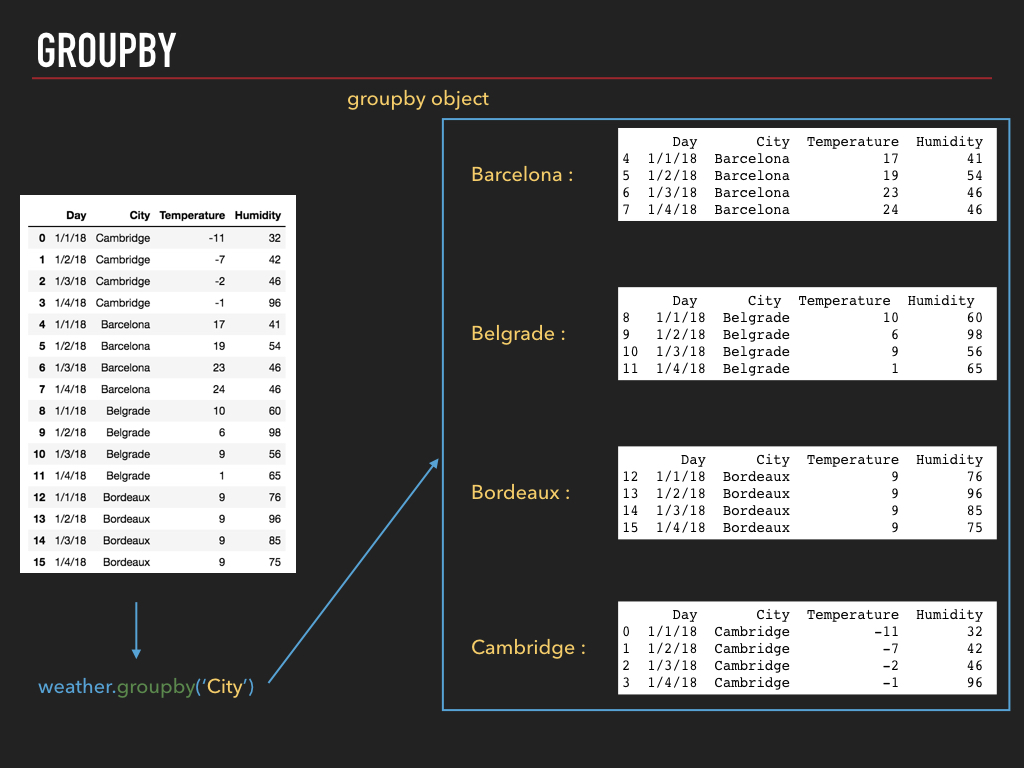 GROUPBY
groupby object
Day City Temperature Humidity
0 1/1/18 Cambridge -11 32
1 1/2/18 Cambridge -7 42
2 1/3/18 Cambridge -2 46
3 1/4/18 Cambridge -1 96
4 1/1/18 Barcelona 17 41
5 1/2/18 Barcelona 19 54
6 1/3/18 Barcelona 23 46
7 1/4/18 Barcelona 24 46
8 1/1/18 Belgrade 10 60
9 1/2/18 Belgrade 6 98
10 1/3/18 Belgrade 9 56
11 1/4/18 Belgrade 1 65
12 1/1/18 Bordeaux 9 76
13 1/2/18 Bordeaux 9 96
14 1/3/18 Bordeaux 9 85
15 1/4/18 Bordeaux 9 75
weather.groupby(‘City’)
Barcelona :
Day City Temperature Humidity
4 1/1/18 Barcelona 17 41
5 1/2/18 Barcelona 19 54
6 1/3/18 Barcelona 23 46
7 1/4/18 Barcelona 24 46
Belgrade :
Day City Temperature Humidity
8 1/1/18 Belgrade 10 60
9 1/2/18 Belgrade 6 98
10 1/3/18 Belgrade 9 56
11 1/4/18 Belgrade 1 65
Bordeaux :
Day City Temperature Humidity
12 1/1/18 Bordeaux 9 76
13 1/2/18 Bordeaux 9 96
14 1/3/18 Bordeaux 9 85
15 1/4/18 Bordeaux 9 75
Cambridge :
Day City Temperature Humidity
0 1/1/18 Cambridge -11 32
1 1/2/18 Cambridge -7 42
2 1/3/18 Cambridge -2 46
3 1/4/18 Cambridge -1 96